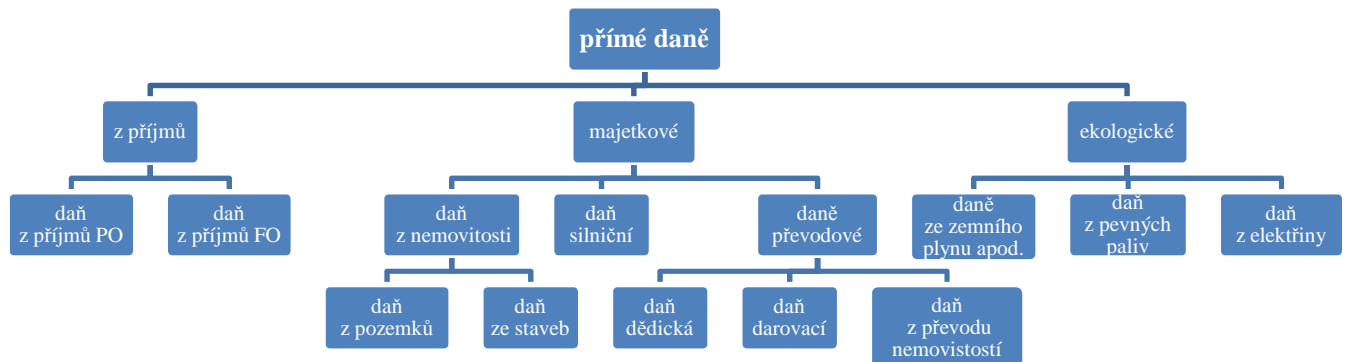 přímé daně
z příjmů
majetkové
ekologické
daň
z příjmů PO
daň
z příjmů FO
daň
z nemovitosti
daň
silniční
daně
převodové
daně
ze zemního
plynu apod.
daň
z pevných
paliv
daň
z elektřiny
daň
z pozemků
daň
ze staveb
daň
dědická
daň
darovací
daň
z převodu
nemovistostí